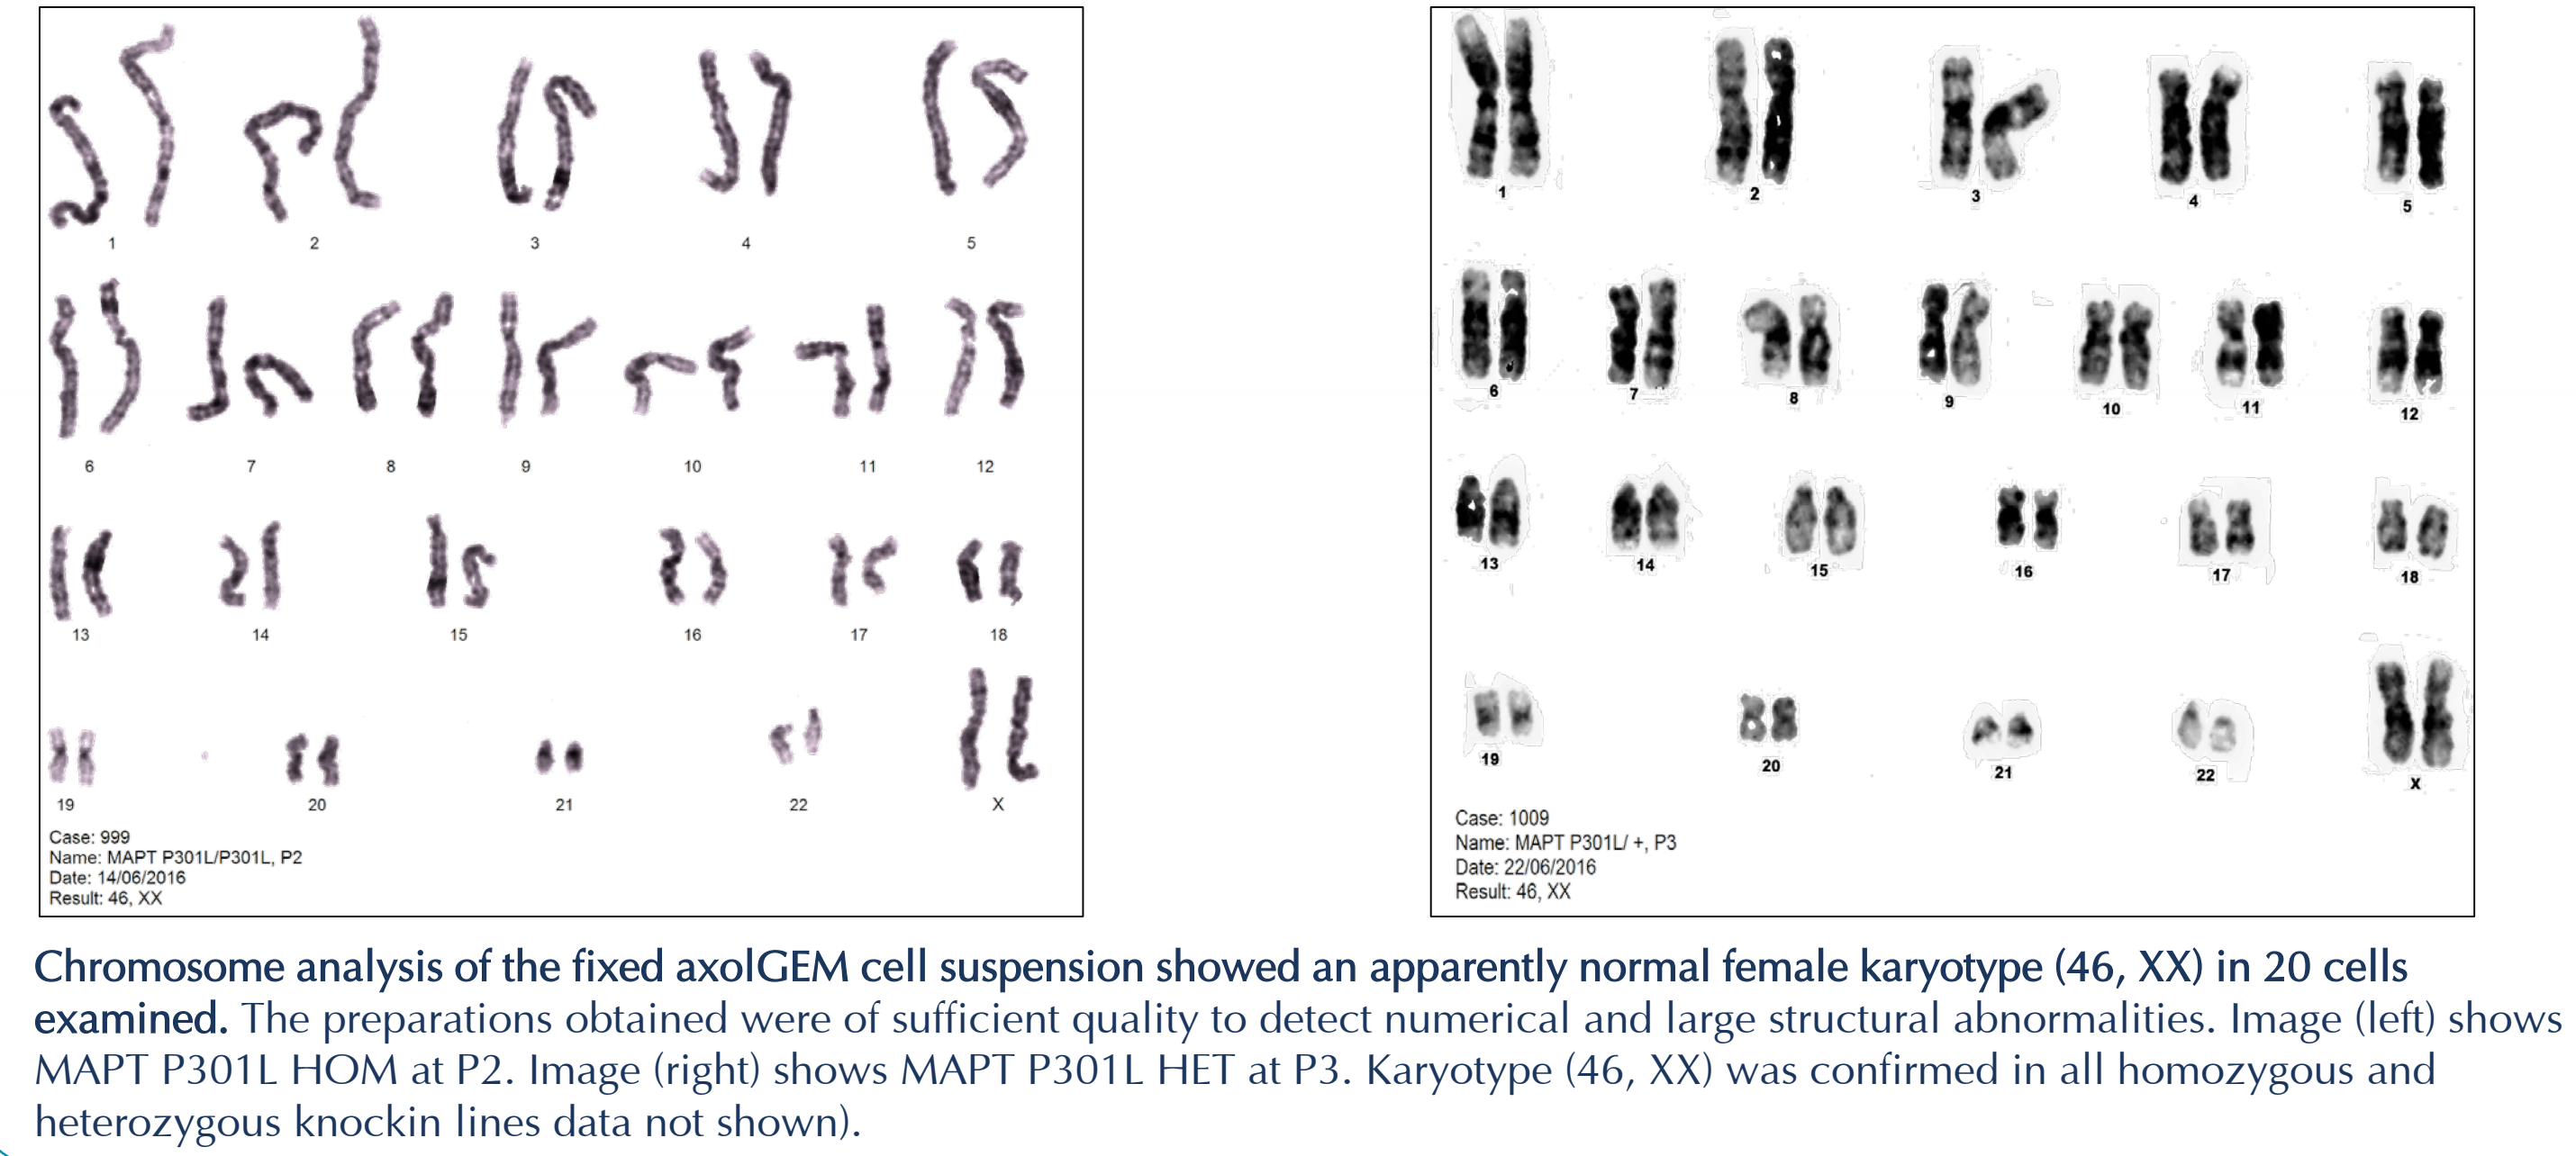 1 2 3 4 5
6 7 8 9 10 11 12
13 14 15 16 17 18
19 20 21 22 X
Case: 999
Name: MAPT P301L/P301L, P2
Date: 14/06/2016
Result: 46, XX
1 2 3 4 5
6 7 8 9 10 11 12
13 14 15 16 17 18
19 20 21 22 X
Case: 1009
Name: MAPT P301L/ +, P3
Date: 22/06/2016
Result: 46, XX
Chromosome analysis of the fixed axolGEM cell suspension showed an apparently normal female karyotype (46, XX) in 20 cells
examined. The preparations obtained were of sufficient quality to detect numerical and large structural abnormalities. Image (left) shows
MAPT P301L HOM at P2. Image (right) shows MAPT P301L HET at P3. Karyotype (46, XX) was confirmed in all homozygous and
heterozygous knockin lines data not shown).